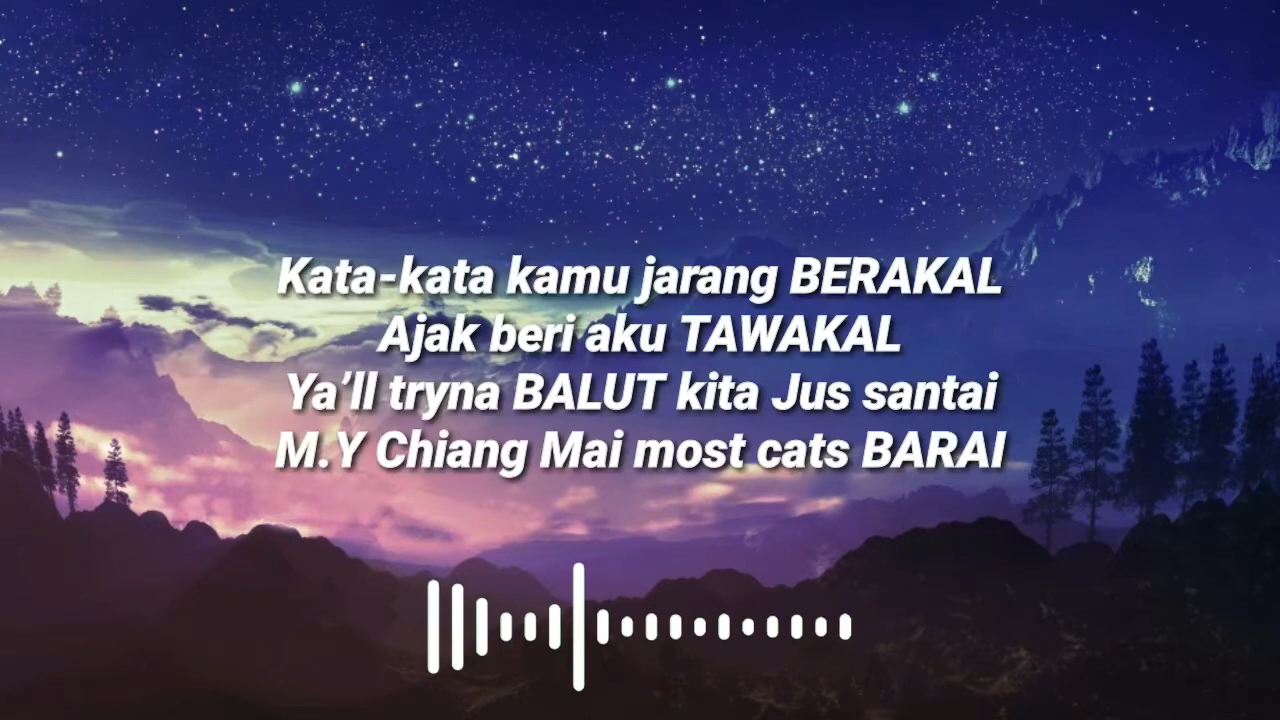 Kata-kata kamu jarang BERAKAL
Ajak beri aku TAWAKAL
Ya’ll tryna BALUT kita Jus santai
M.Y Chiang Mai most cats BARAI